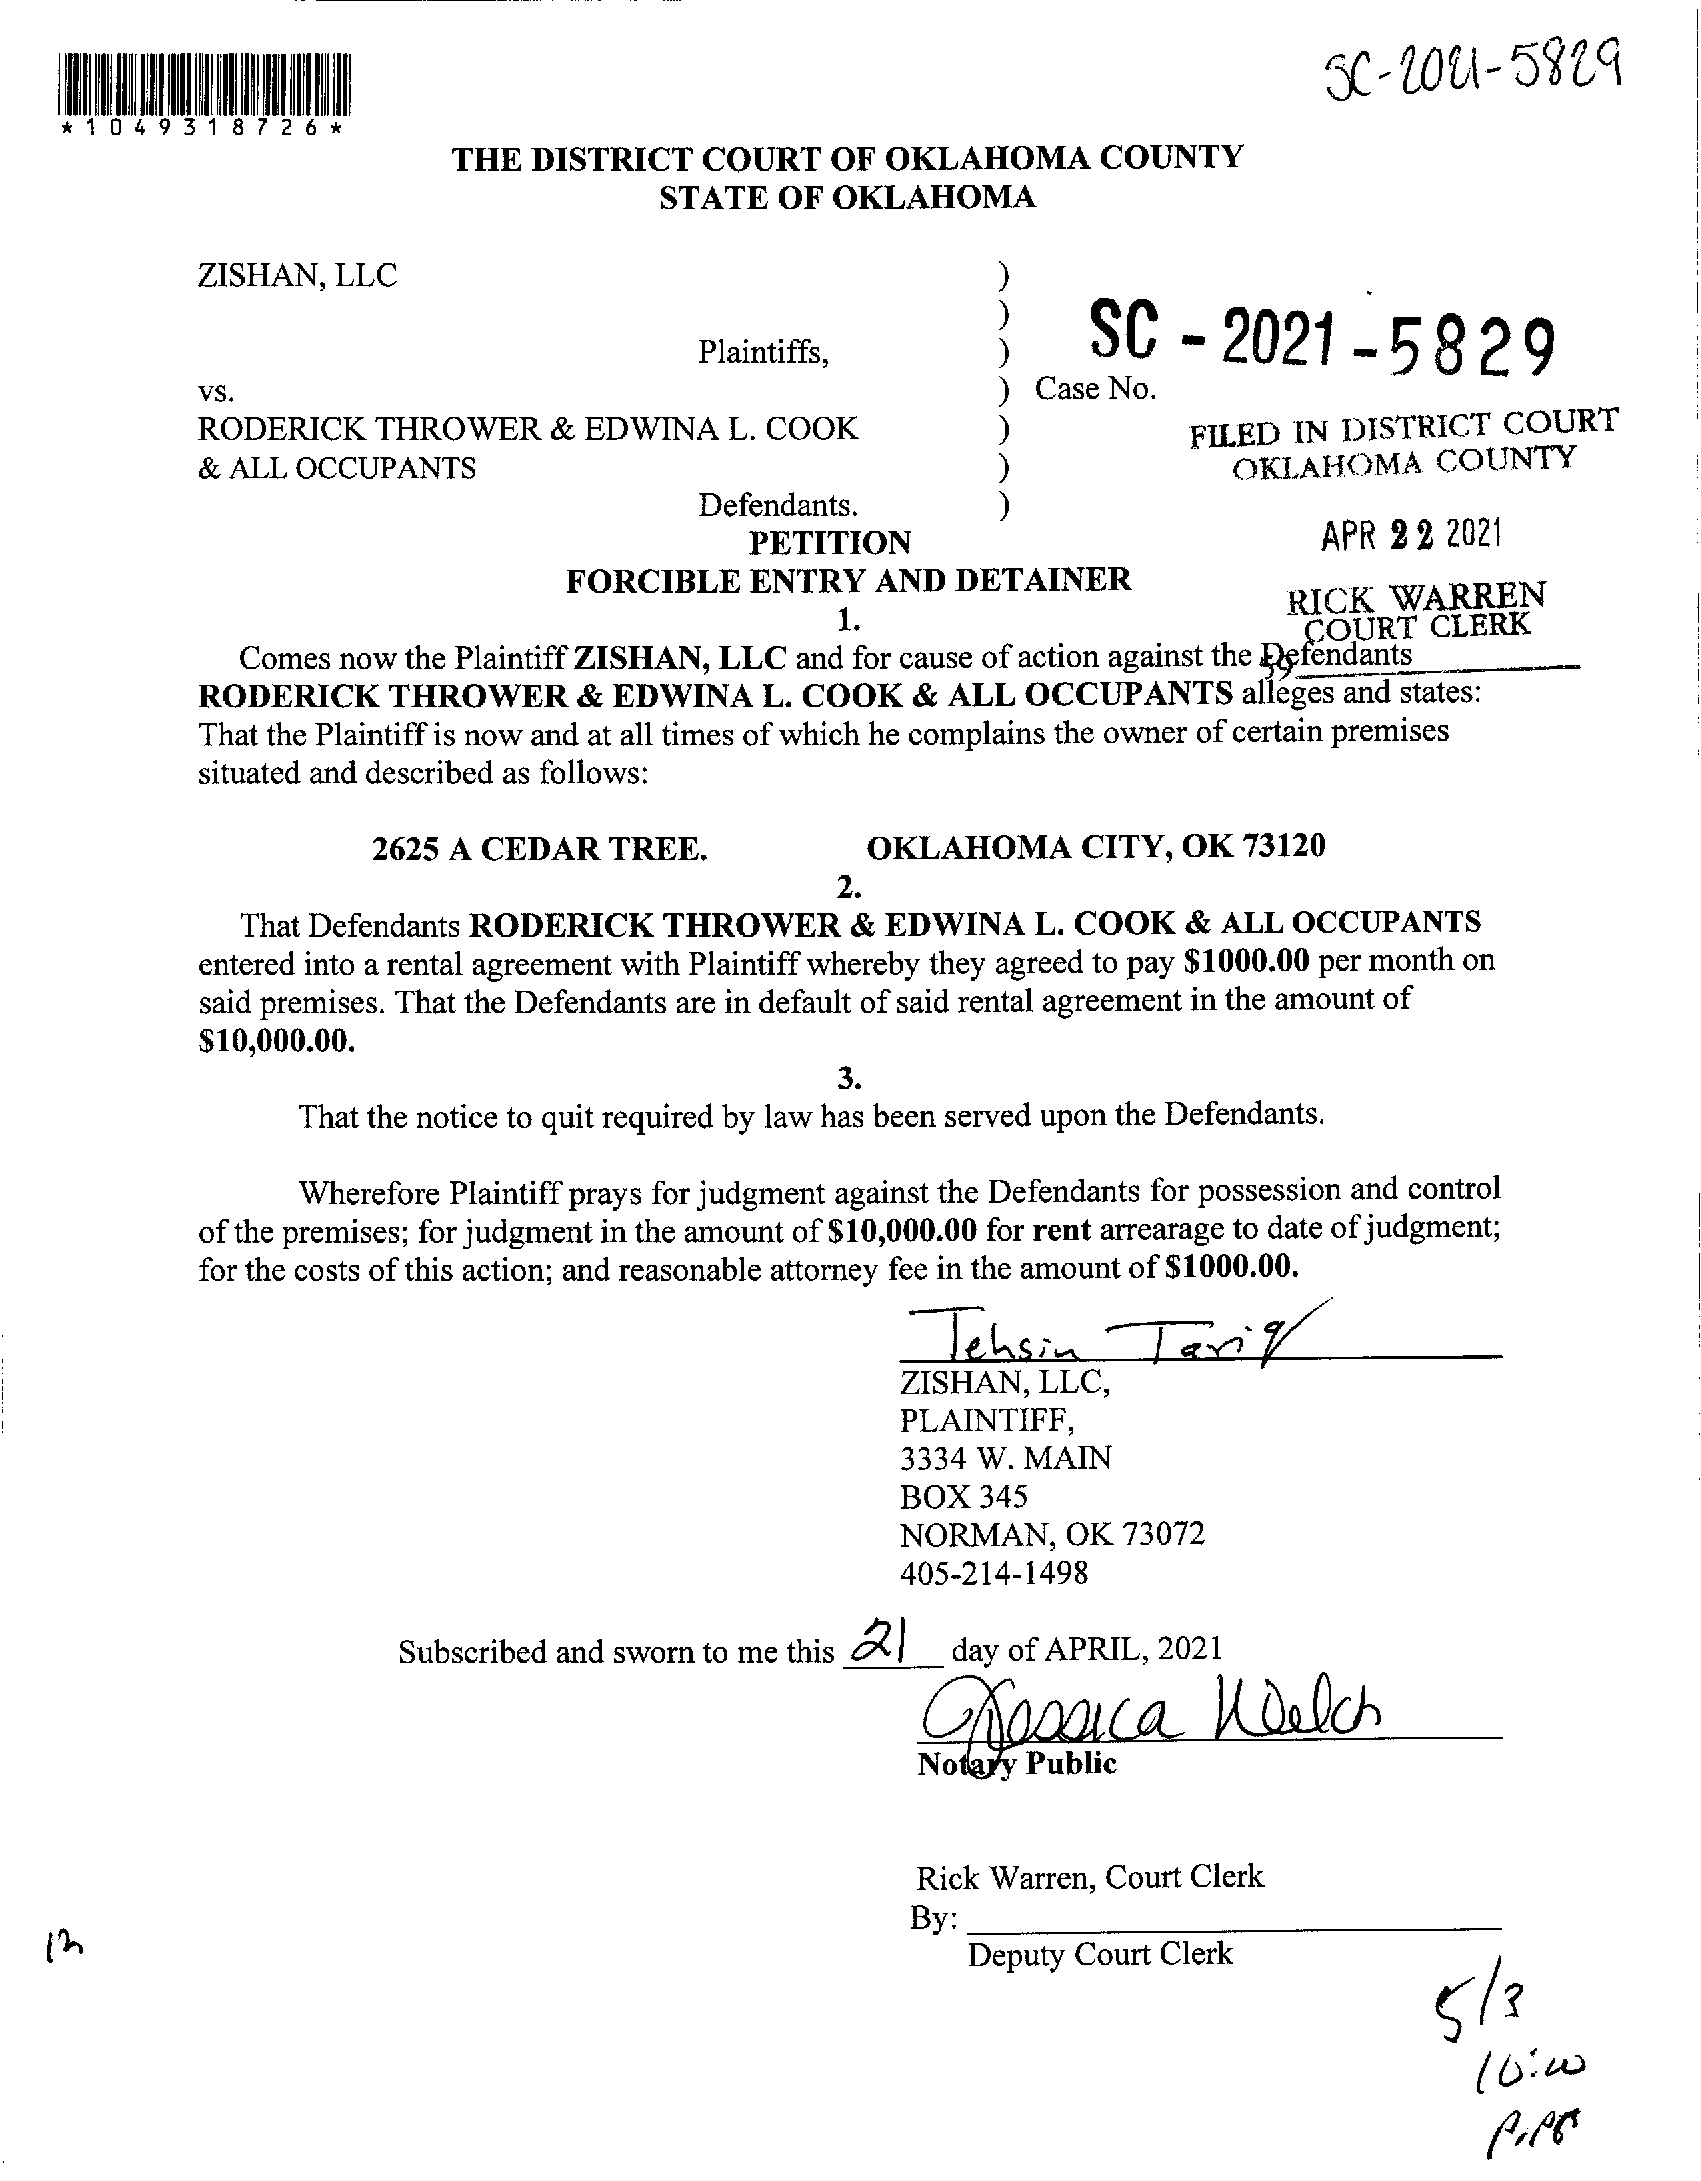 SC-2021-5829
*1049318726*
THE DISTRICT COURT OF OKLAHOMA COUNTY
STATE OF OKLAHOMA
ZISHAN, LLC )
)
SC - 2021 - 5829
Plaintiffs, )
vs. ) Case No.
RODERICK THROWER & EDWINA L. COOK )
& ALL OCCUPANTS )
Defendants. )
FILED IN DISTRICT COURT
OKLAHOMA COUNTY
APR 22 2021
RICK WARREN
COURT CLERK
PETITION
FORCIBLE ENTRY AND DETAINER
1.
Comes now the Plaintiff ZISHAN, LLC and for cause of action against the Defendants
RODERICK THROWER & EDWINA L. COOK & ALL OCCUPANTS alleges and states:
That the Plaintiff is now and at all times of which he complains the owner of certain premises
situated and described as follows:
2625 A CEDAR TREE. OKLAHOMA CITY, OK 73120
2.
That Defendants RODERICK THROWER & EDWINA L. COOK & ALL OCCUPANTS
entered into a rental agreement with Plaintiff whereby they agreed to pay $1000.00 per month on
said premises. That the Defendants are in default of said rental agreement in the amount of
$10,000.00.
3.
That the notice to quit required by law has been served upon the Defendants.
Wherefore Plaintiff prays for judgment against the Defendants for possession and control
of the premises; for judgment in the amount of $10,000.00 for rent arrearage to date of judgment;
for the costs of this action; and reasonable attorney fee in the amount of $1000.00.
Tehsin Tariq
ZISHAN, LLC,
PLAINTIFF,
3334 W. MAIN
BOX 345
NORMAN, OK 73072
405-214-1498
Subscribed and sworn to me this 21 day of APRIL, 2021
Jessica Welch
Notary Public
Rick Warren, Court Clerk
By:
Deputy Court Clerk
5/3
10:00